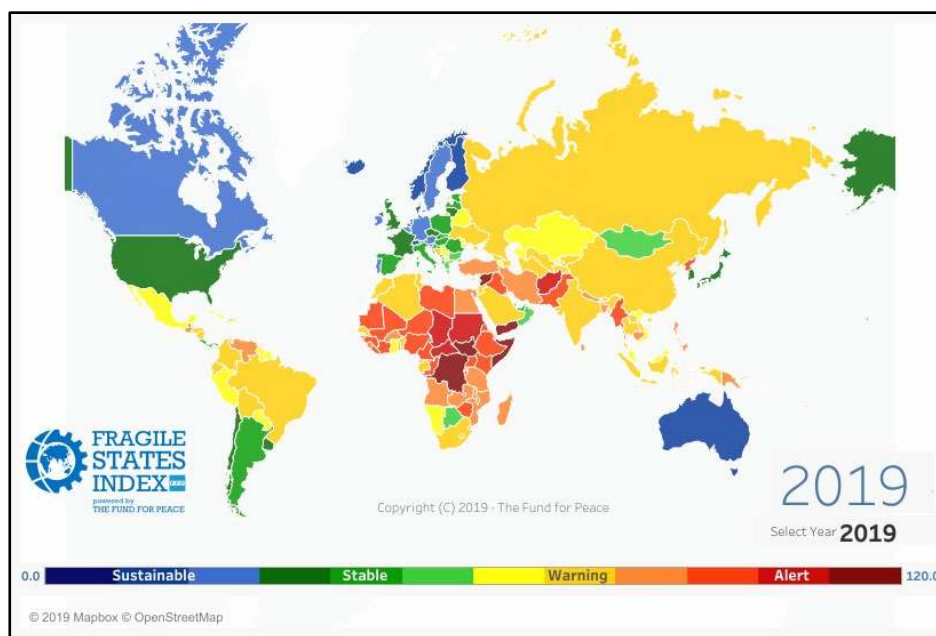 FRAGILE
STATES
INDEX
powered by
THE FUND FOR PEACE
Copyright (C) 2019 - The Fund for Peace
2019
Select Year 2019
0.0 Sustainable Stable Warning Alert 120.0
© 2019 Mapbox © OpenStreetMap